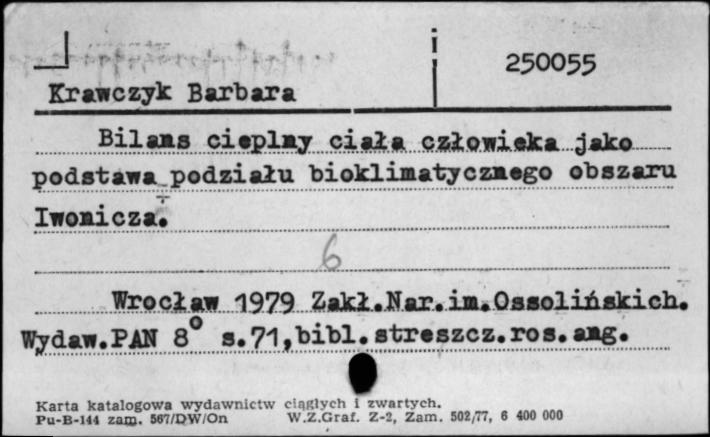 250055
Krawczyk Barbara
Bilans cieplny ciała człowieka jako
podstawa podziału bioklimatycznego obszaru
Iwonicza.
6
Wrocław 1979 Zakł.Nar.im.Ossolińskich.
Wydaw.PAN 8° s.71,bibl.streszcz.ros.ang.
Karta katalogowa wydawnictw ciągłych i zwartych.
Pu-B-144 zam. 567/DW/On W.Z.Graf. Z-2, Zam. 502/77, 6 400 000